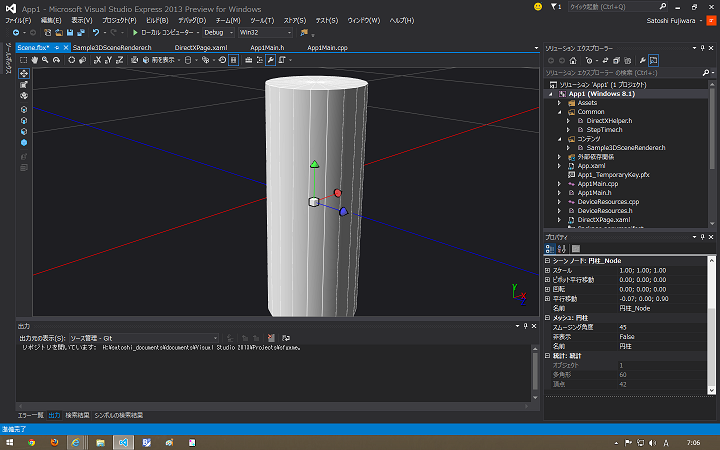 App1 - Microsoft Visual Studio Express 2013 Preview for Windows
1
クイック起動 (Ctrl+Q)
ファイル(F) 編集(E) 表示(V) プロジェクト(P) ビルド(B) デバッグ(D) チーム(M) ツール(T) ストア(S) テスト(S) ウィンドウ(W) ヘルプ(H)
Satoshi Fujiwara
ローカル コンピューター Debug Win32
ツールボックス
Scene.fbx* Sample3DSceneRenderer.h DirectXPage.xaml App1Main.h App1Main.cpp
前を表示
Y
X
ソリューション エクスプローラー
ソリューション エクスプローラー の検索 (Ctrl+;)
ソリューション 'App1' (1 プロジェクト)
App1 (Windows 8.1)
Assets
Common
DirectXHelper.h
StepTimer.h
コンテンツ
Sample3DSceneRenderer.h
外部依存関係
App.xaml
App1_TemporaryKey.pfx
App1Main.cpp
App1Main.h
DeviceResources.cpp
DeviceResources.h
DirectXPage.xaml
プロパティ
シーン ノード: 円柱_Node
スケール 1.00; 1.00; 1.00
ピボット平行移動 0.00; 0.00; 0.00
回転 0.00; 0.00; 0.00
平行移動 -0.07; 0.00; 0.90
名前 円柱_Node
メッシュ: 円柱
スムージング角度 45
非表示 False
名前 円柱
統計: 統計
オブジェクト 1
多角形 60
頂点 42
出力
出力元の表示(S): ソース管理 - Git
リポジトリを開いています: H:¥satoshi_documents¥documents¥Visual Studio 2013¥Projects¥sfuxme。
エラー一覧 出力 検索結果 シンボルの検索結果
準備完了
A 7:06